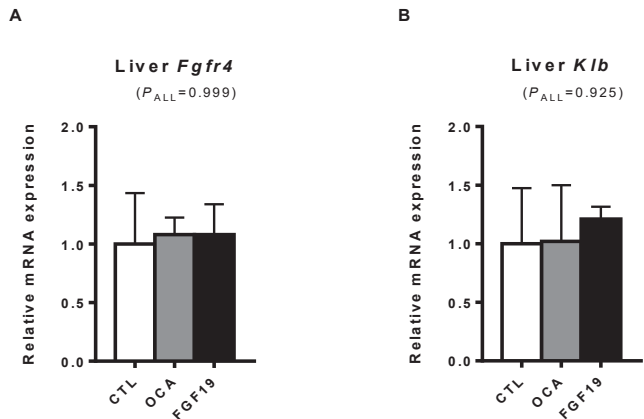 A
Liver Fgfr4
(PALL=0.999)
Relative mRNA expression
2.0
1.5
1.0
0.5
0.0
CTL
OCA
FGF19
B
Liver Klb
(PALL=0.925)
Relative mRNA expression
2.0
1.5
1.0
0.5
0.0
CTL
OCA
FGF19